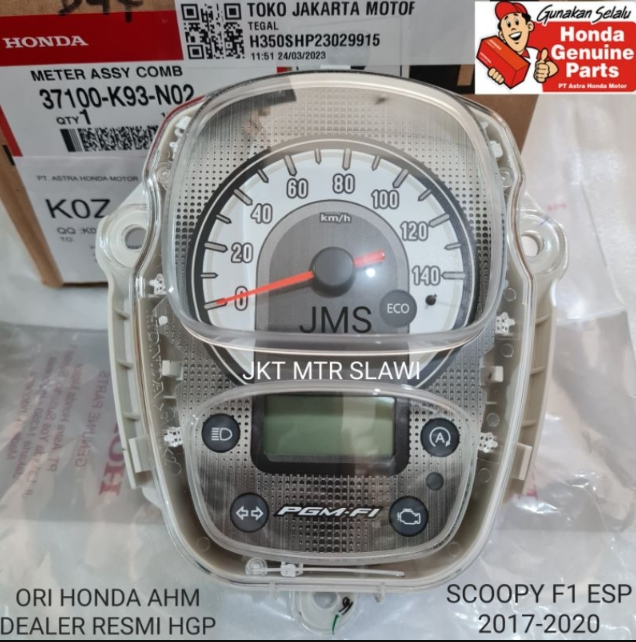 TOKO JAKARTA MOTOR
TEGAL
H350SHP23029915
11:51 24/03/2023
HONDA
METER ASSY COMB
37100-K93-N02
QTY 1
PT. ASTRA HONDA MOTOR
K0Z
Gunakan Selalu
Honda
Genuine
Parts
PT Astra Honda Motor
0
20
40
60
80
100
120
140
km/h
ECO
JMS
JKT MTR SLAWI
A
PGM-FI
ORI HONDA AHM
DEALER RESMI HGP
SCOOPY F1 ESP
2017-2020